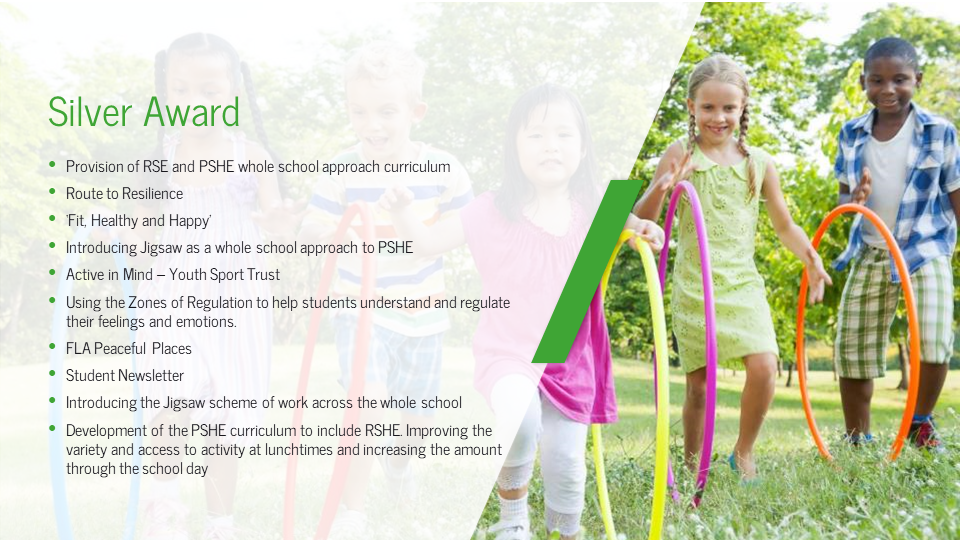 Silver Award
• Provision of RSE and PSHE whole school approach curriculum
• Route to Resilience
• 'Fit, Healthy and Happy'
• Introducing Jigsaw as a whole school approach to PSHE
• Active in Mind – Youth Sport Trust
• Using the Zones of Regulation to help students understand and regulate
their feelings and emotions.
• FLA Peaceful Places
• Student Newsletter
• Introducing the Jigsaw scheme of work across the whole school
• Development of the PSHE curriculum to include RSHE. Improving the
variety and access to activity at lunchtimes and increasing the amount
through the school day